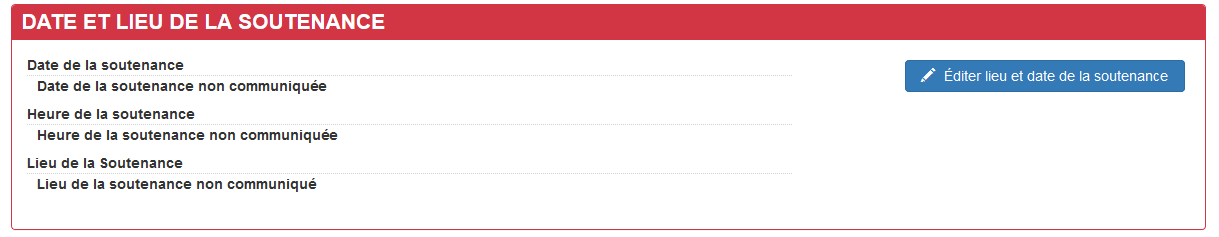 DATE ET LIEU DE LA SOUTENANCE
Date de la soutenance
Date de la soutenance non communiquée
Éditer lieu et date de la soutenance
Heure de la soutenance
Heure de la soutenance non communiquée
Lieu de la Soutenance
Lieu de la soutenance non communiqué